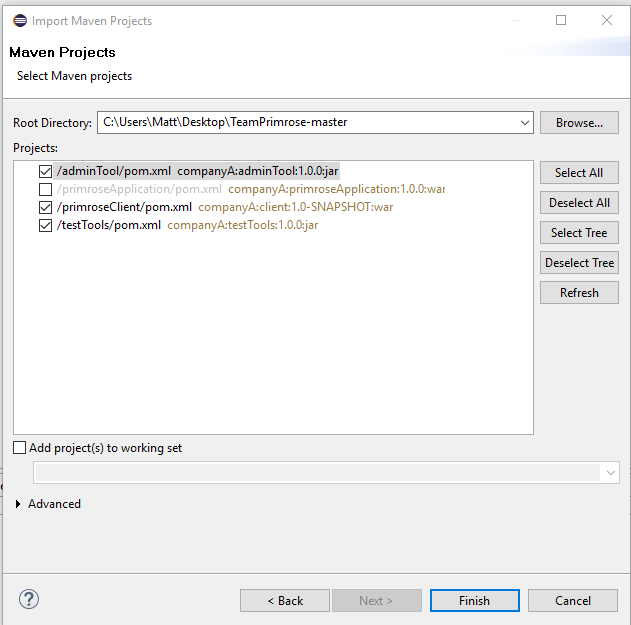 Import Maven Projects
Maven Projects
Select Maven projects
Root Directory: C:\Users\Matt\Desktop\TeamPrimrose-master Browse...
Projects:
/adminTool/pom.xml companyA:adminTool:1.0.0:jar Select All
/primroseApplication/pom.xml companyA:primroseApplication:1.0.0:war
/primroseClient/pom.xml companyA:client:1.0-SNAPSHOT:war Deselect All
/testTools/pom.xml companyA:testTools:1.0.0:jar Select Tree
Deselect Tree
Refresh
Add project(s) to working set
Advanced
? < Back Next > Finish Cancel